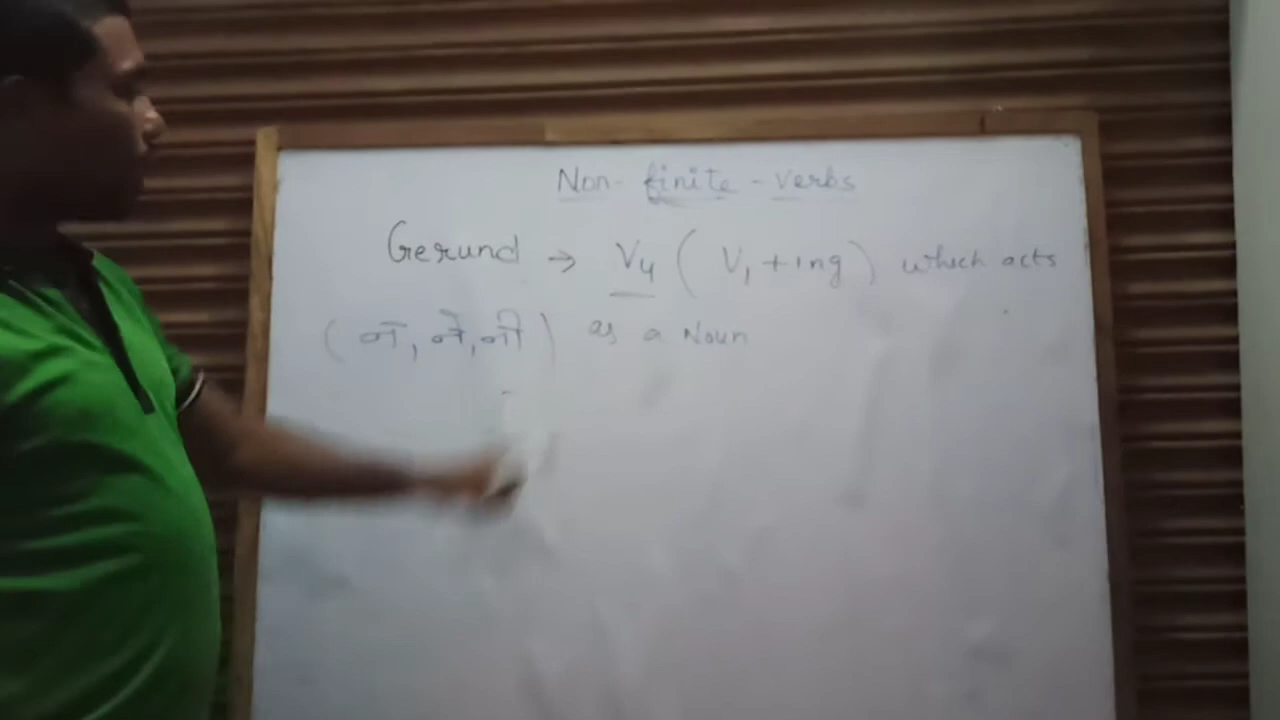 Non-finite-verbs
Gerund → V4 (V1+ing) which acts
(ने, ने, नी) as a Noun